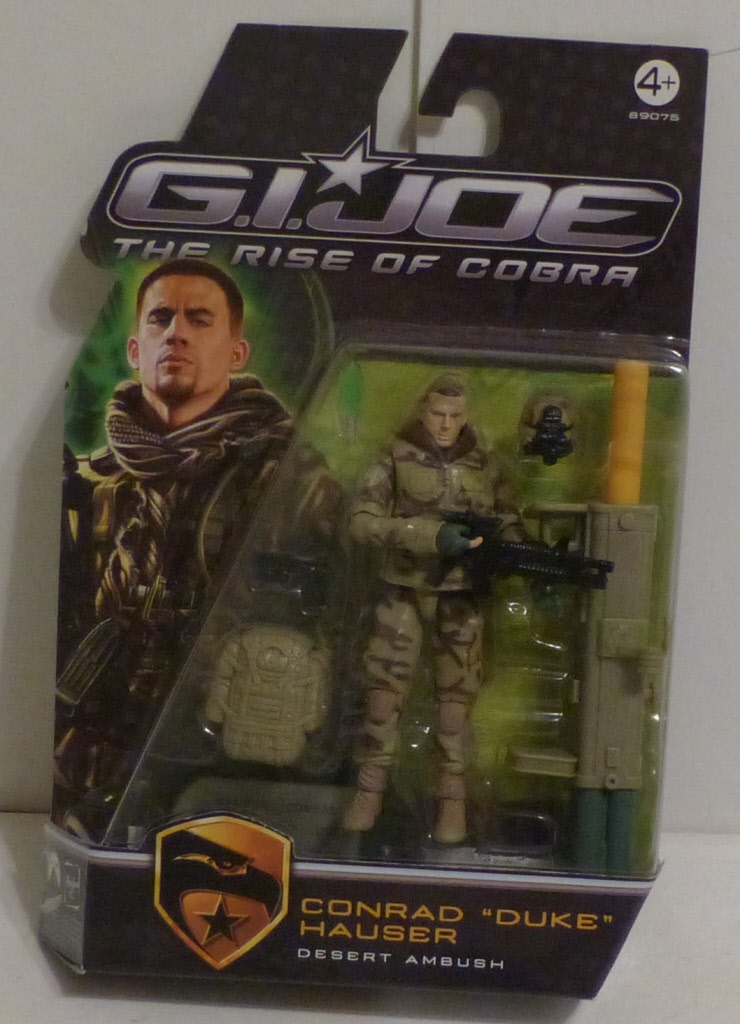 4+
89075
G.I.JOE
THE RISE OF COBRA
CONRAD "DUKE"
HAUSER
DESERT AMBUSH